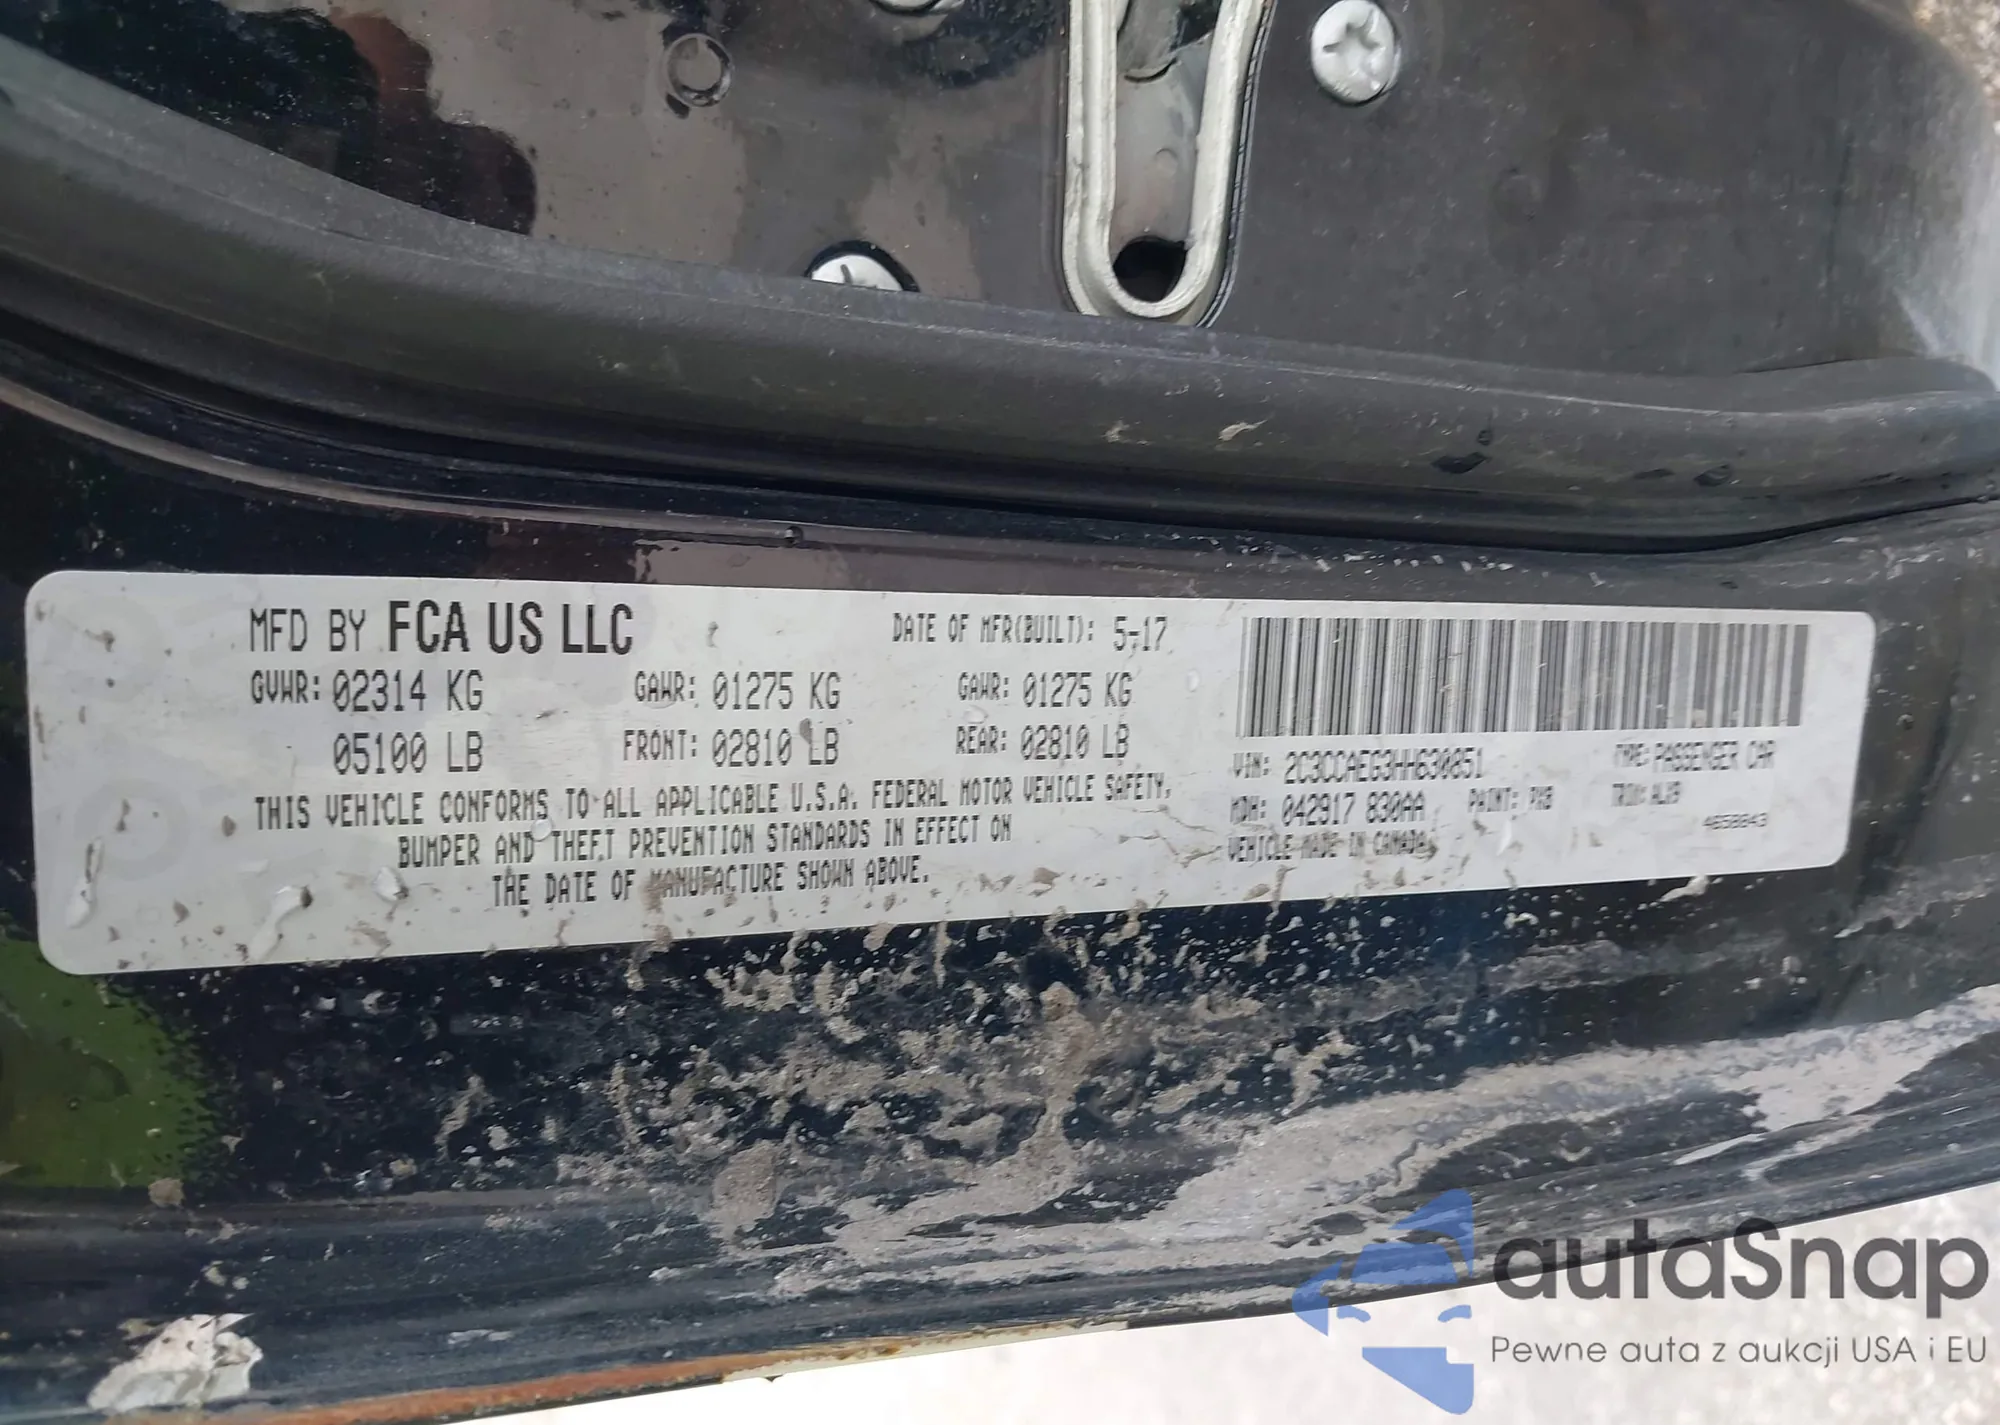 MFD BY FCA US LLC
DATE OF MFR(BUILT): 5-17
GVWR: 02314 KG
GAWR: 01275 KG
GAWR: 01275 KG
05100 LB
FRONT: 02810 LB
REAR: 02810 LB
THIS VEHICLE CONFORMS TO ALL APPLICABLE U.S.A. FEDERAL MOTOR VEHICLE SAFETY,
BUMPER AND THEFT PREVENTION STANDARDS IN EFFECT ON
THE DATE OF MANUFACTURE SHOWN ABOVE.
VIN: 2C3CCAEG3HH630851
TYPE: PASSENGER CAR
MDH: 042917 830AA
PAINT: PX8
TRIM: ALX9
VEHICLE MADE IN CANADA
autaSnap
Pewne auta z aukcji USA i EU